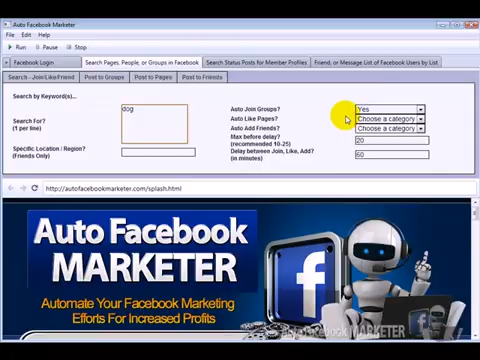 Auto Facebook Marketer
File Edit Help
Run Pause Stop
Facebook Login Search Pages, People, or Groups in Facebook Search Status Posts for Member Profiles Friend, or Message List of Facebook Users by List
Search - Join/Like/Friend Post to Groups Post to Pages Post to Friends
Search by Keyword(s)...
Search For?
(1 per line)
dog
Specific Location / Region?
(Friends Only)
Auto Join Groups? Yes
Auto Like Pages? Choose a category
Auto Add Friends? Choose a category
Max before delay?
(recommended 10-25)
20
Delay between Join, Like, Add?
(in minutes)
60
http://autofacebookmarketer.com/splash.html
Auto Facebook
MARKETER
Automate Your Facebook Marketing
Efforts For Increased Profits
f
Auto Facebook MARKETER